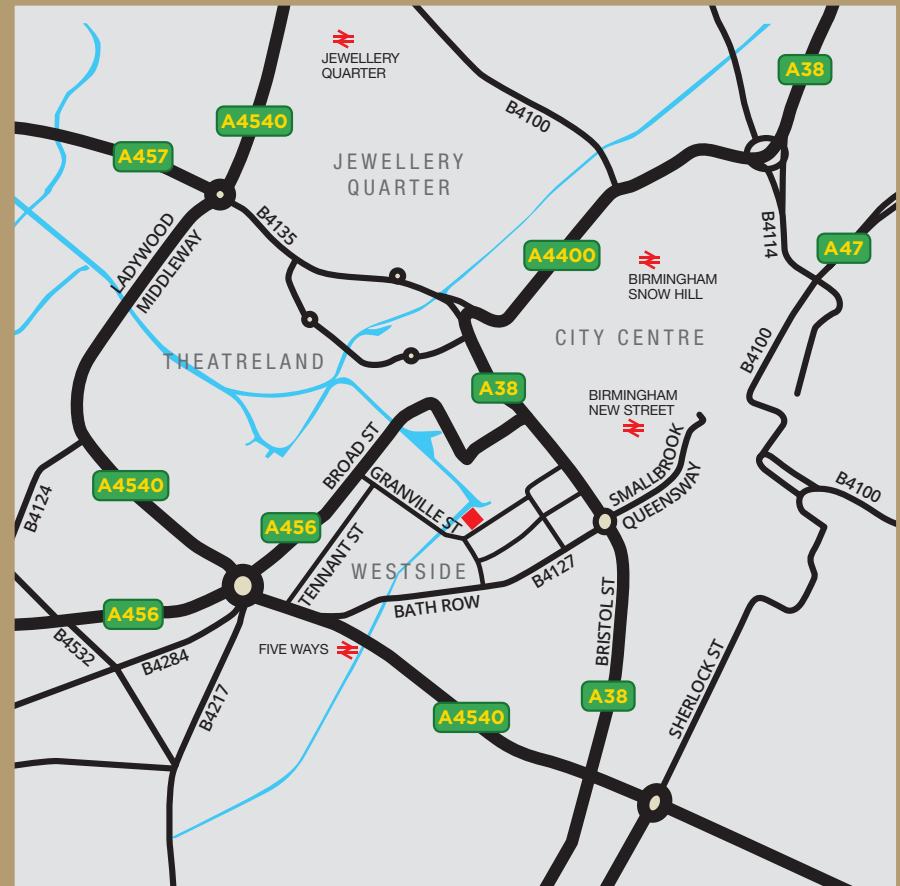 JEWELLERY
QUARTER
A38
A4540
B4100
A457
JEWELLERY
QUARTER
B4135
LADYWOOD
MIDDLEWAY
B4114
A47
A4400
BIRMINGHAM
SNOW HILL
CITY CENTRE
THEATRELAND
B4100
A38
BIRMINGHAM
NEW STREET
BROAD ST
SMALLBROOK
QUEENSWAY
A4540
B4124
GRANVILLE ST
B4100
A456
TENNANT ST
WESTSIDE
B4127
BATH ROW
BRISTOL ST
A456
B4532
B4284
FIVE WAYS
B4217
A38
SHERLOCK ST
A4540